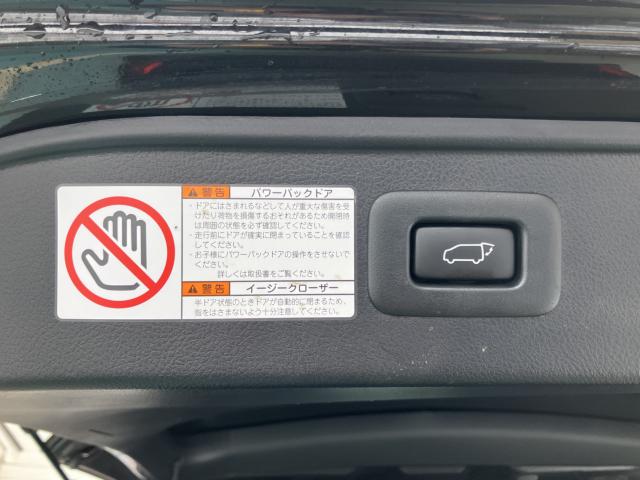 警告 パワーバックドア
・ドアにはさまれるなどして人が重大な傷害を受
けたり荷物を損傷するおそれがあるため開閉時
は周囲の状態を必ず確認してください。
・走行前にドアが確実に閉まっていることを確認
してください。
・お子様にパワーバックドアの操作をさせないで
ください。
詳しくは取扱書をご覧ください。
警告 イージークローザー
半ドア状態のときドアが自動的に閉まるため、
指をはさまないよう十分注意してください。